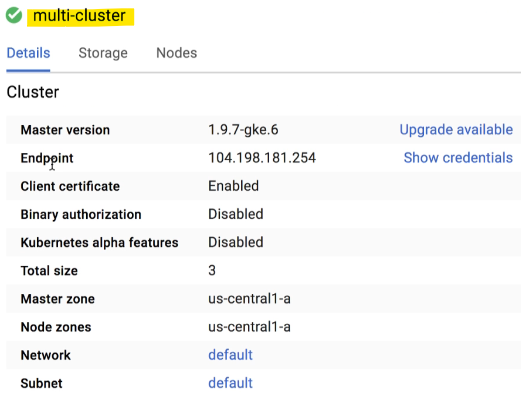 multi-cluster
Details Storage Nodes
Cluster
Master version 1.9.7-gke.6 Upgrade available
Endpoint 104.198.181.254 Show credentials
Client certificate Enabled
Binary authorization Disabled
Kubernetes alpha features Disabled
Total size 3
Master zone us-central1-a
Node zones us-central1-a
Network default
Subnet default